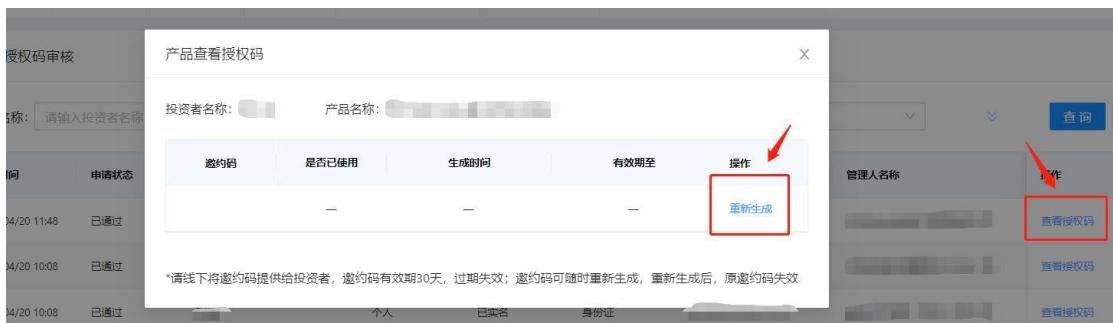 授权码审核
产品查看授权码
投资者名称： 产品名称：
名称： 请输入投资者名称 查询
邀约码 是否已使用 生成时间 有效期至 操作
时间 申请状态 管理人名称 操作
— — — 重新生成
04/20 11:48 已通过 查看授权码
04/20 10:08 已通过 查看授权码
*请线下将邀约码提供给投资者，邀约码有效期30天，过期失效；邀约码可随时重新生成，重新生成后，原邀约码失效
04/20 10:08 已通过 个人 已实名 身份证 查看授权码